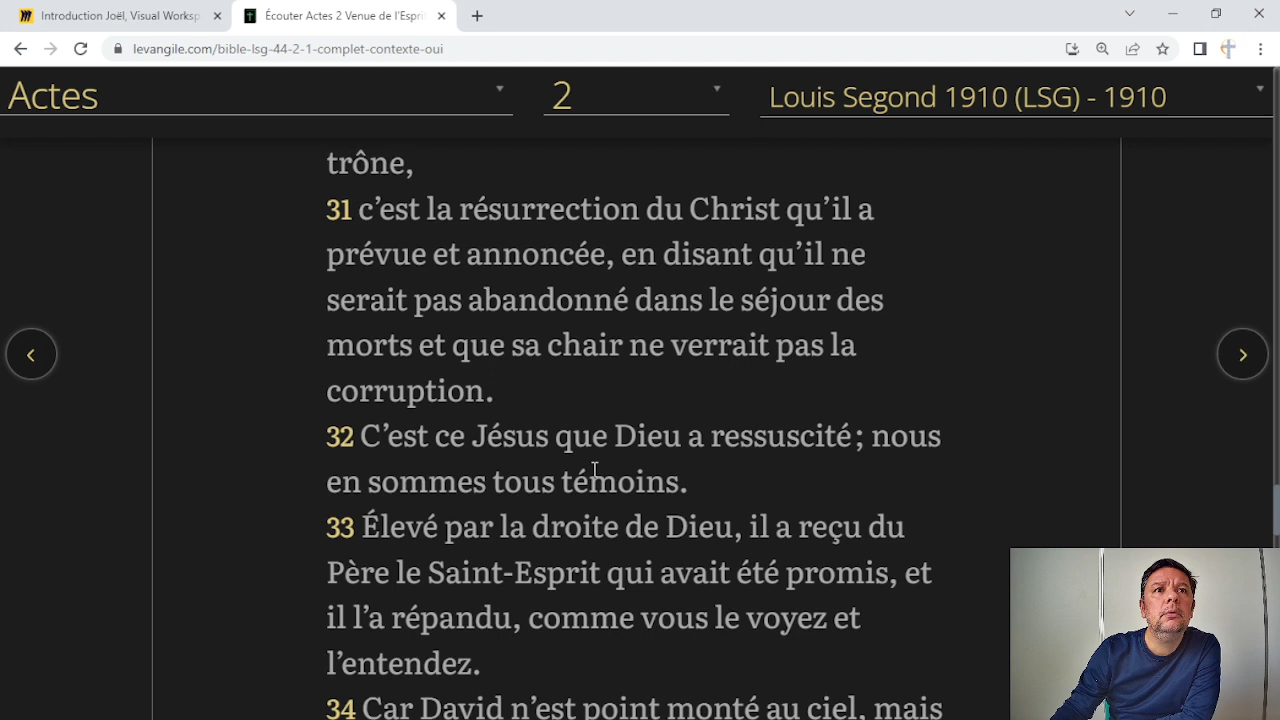 Introduction Joël, Visual Worksp
Écouter Actes 2 Venue de l'Espri
levangile.com/bible-lsg-44-2-1-complet-contexte-oui
Actes
2
Louis Segond 1910 (LSG) - 1910
trône,
31 c’est la résurrection du Christ qu’il a
prévue et annoncée, en disant qu’il ne
serait pas abandonné dans le séjour des
morts et que sa chair ne verrait pas la
corruption.
32 C’est ce Jésus que Dieu a ressuscité ; nous
en sommes tous témoins.
33 Élevé par la droite de Dieu, il a reçu du
Père le Saint-Esprit qui avait été promis, et
il l’a répandu, comme vous le voyez et
l’entendez.
34 Car David n’est point monté au ciel, mais